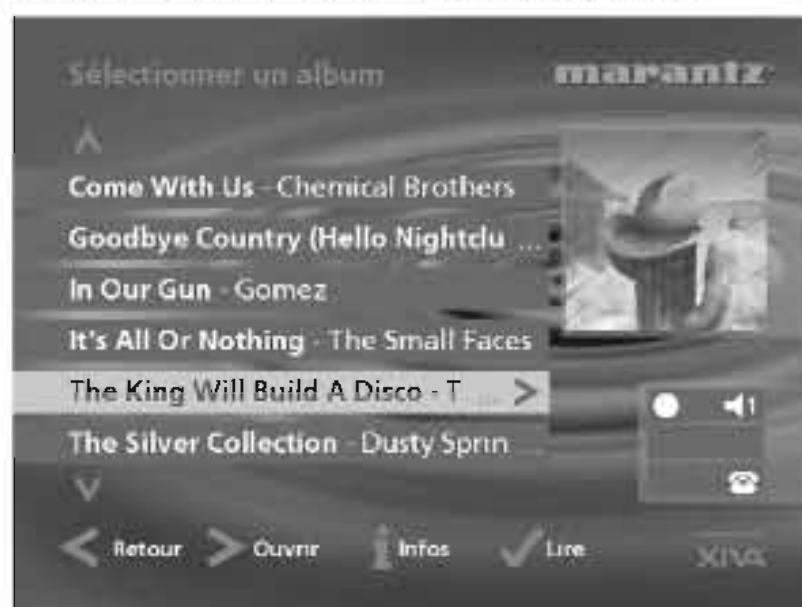 Sélectionner un album
marantz
Come With Us - Chemical Brothers
Goodbye Country (Hello Nightclu ...
In Our Gun - Gomez
It's All Or Nothing - The Small Faces
The King Will Build A Disco - T ... >
The Silver Collection - Dusty Sprin ...
1
Retour Ouvrir Infos Lire
XIVA